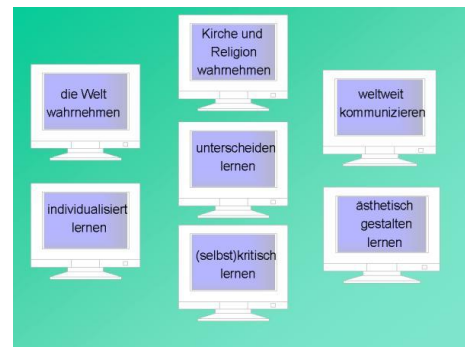 Kirche und
Religion
wahrnehmen
die Welt
wahrnehmen
weltweit
kommunizieren
unterscheiden
lernen
individualisiert
lernen
ästhetisch
gestalten
lernen
(selbst)kritisch
lernen